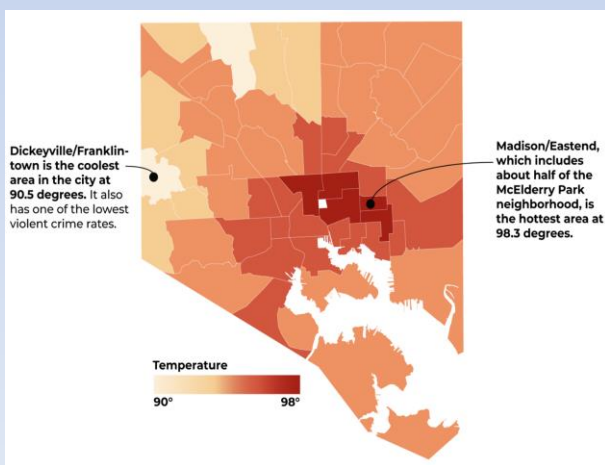 Dickeyville/Franklin-
town is the coolest
area in the city at
90.5 degrees. It also
has one of the lowest
violent crime rates.
Madison/Eastend,
which includes
about half of the
McElderry Park
neighborhood, is
the hottest area at
98.3 degrees.
Temperature
90° 98°